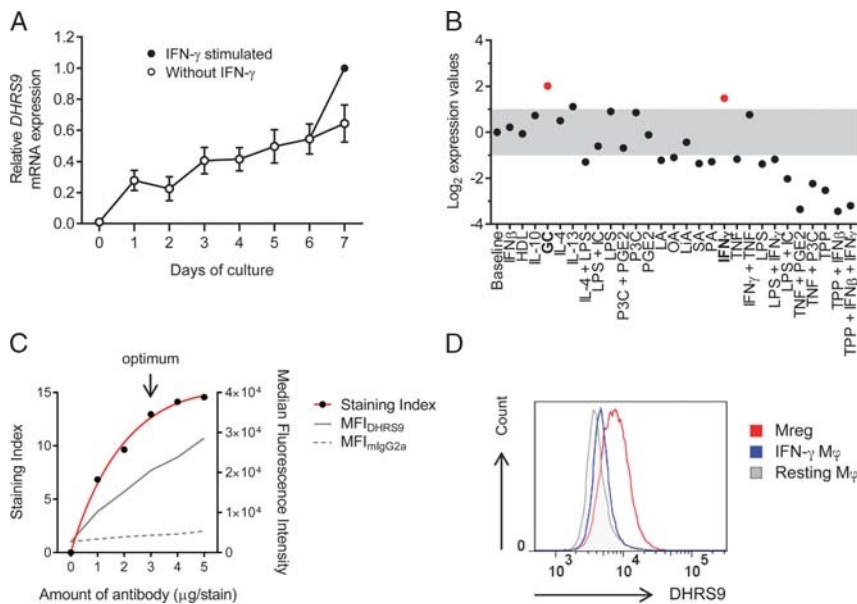 A
IFN-γ stimulated
Without IFN-γ
Relative DHRS9
mRNA expression
1.2
1.0
0.8
0.6
0.4
0.2
0.0
0 1 2 3 4 5 6 7
Days of culture
B
Log2 expression values
4
2
0
-2
-4
Baseline
IFNβ
HDL
IL-10
GC
IL-4
IL-13
IL-4 + LPS
LPS + IC
LPS
P3C + PGE2
P3C
PGE2
LA
OA
LiA
SA
PA
IFNγ
TNF
IFNγ + TNF
LPS
LPS + IFNγ
LPS + IC
TNF + PGE2
TNF + P3C
TPP
TPP + IFNβ
TPP + IFNβ + IFNγ
C
optimum
Staining Index
15
10
5
0
4×10⁴
3×10⁴
2×10⁴
1×10⁴
0
Median Fluorescence Intensity
0 1 2 3 4 5
Amount of antibody (μg/stain)
Staining Index
MFIDHRS9
MFImIgG2a
D
Count
0
10³ 10⁴ 10⁵
DHRS9
Mreg
IFN-γ Mφ
Resting Mφ